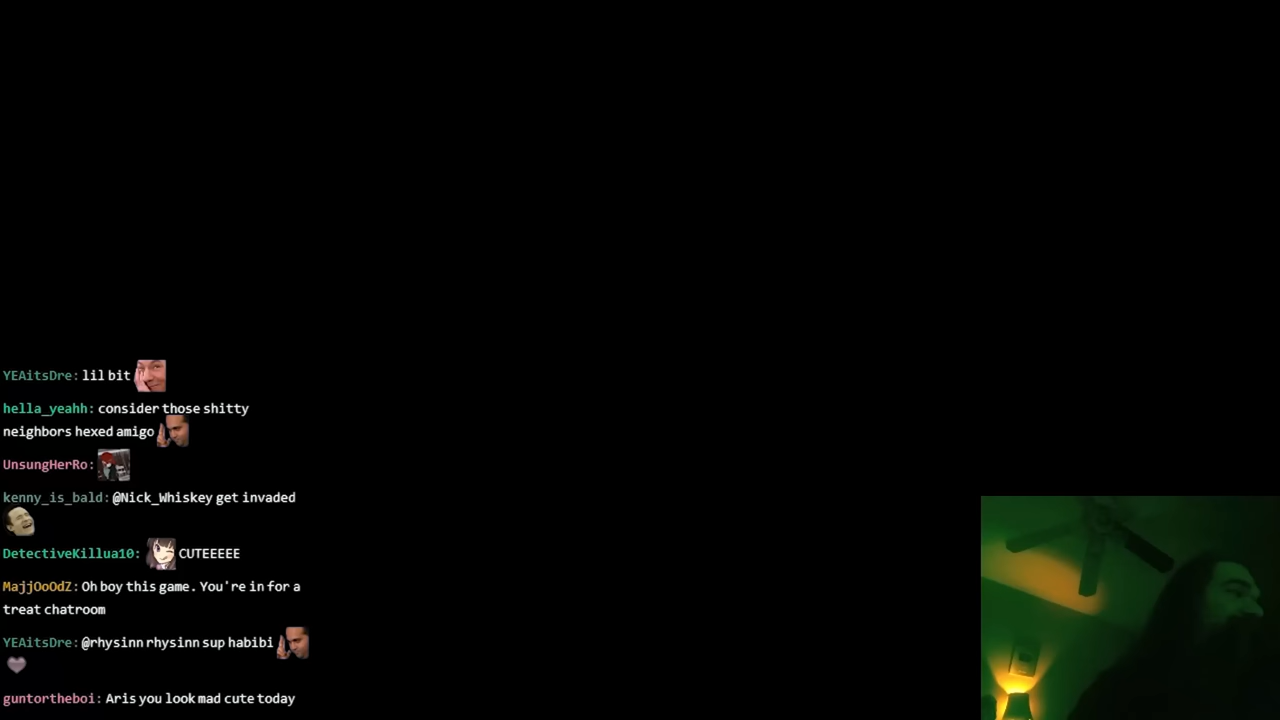 YEAitsDre: lil bit
hella_yeahh: consider those shitty
neighbors hexed amigo
UnsungHerRo:
kenny_is_bald: @Nick_Whiskey get invaded
DetectiveKillua10: CUTEEEEE
MajjOoOdZ: Oh boy this game. You're in for a
treat chatroom
YEAitsDre: @rhysinn rhysinn sup habibi
guntortheboi: Aris you look mad cute today